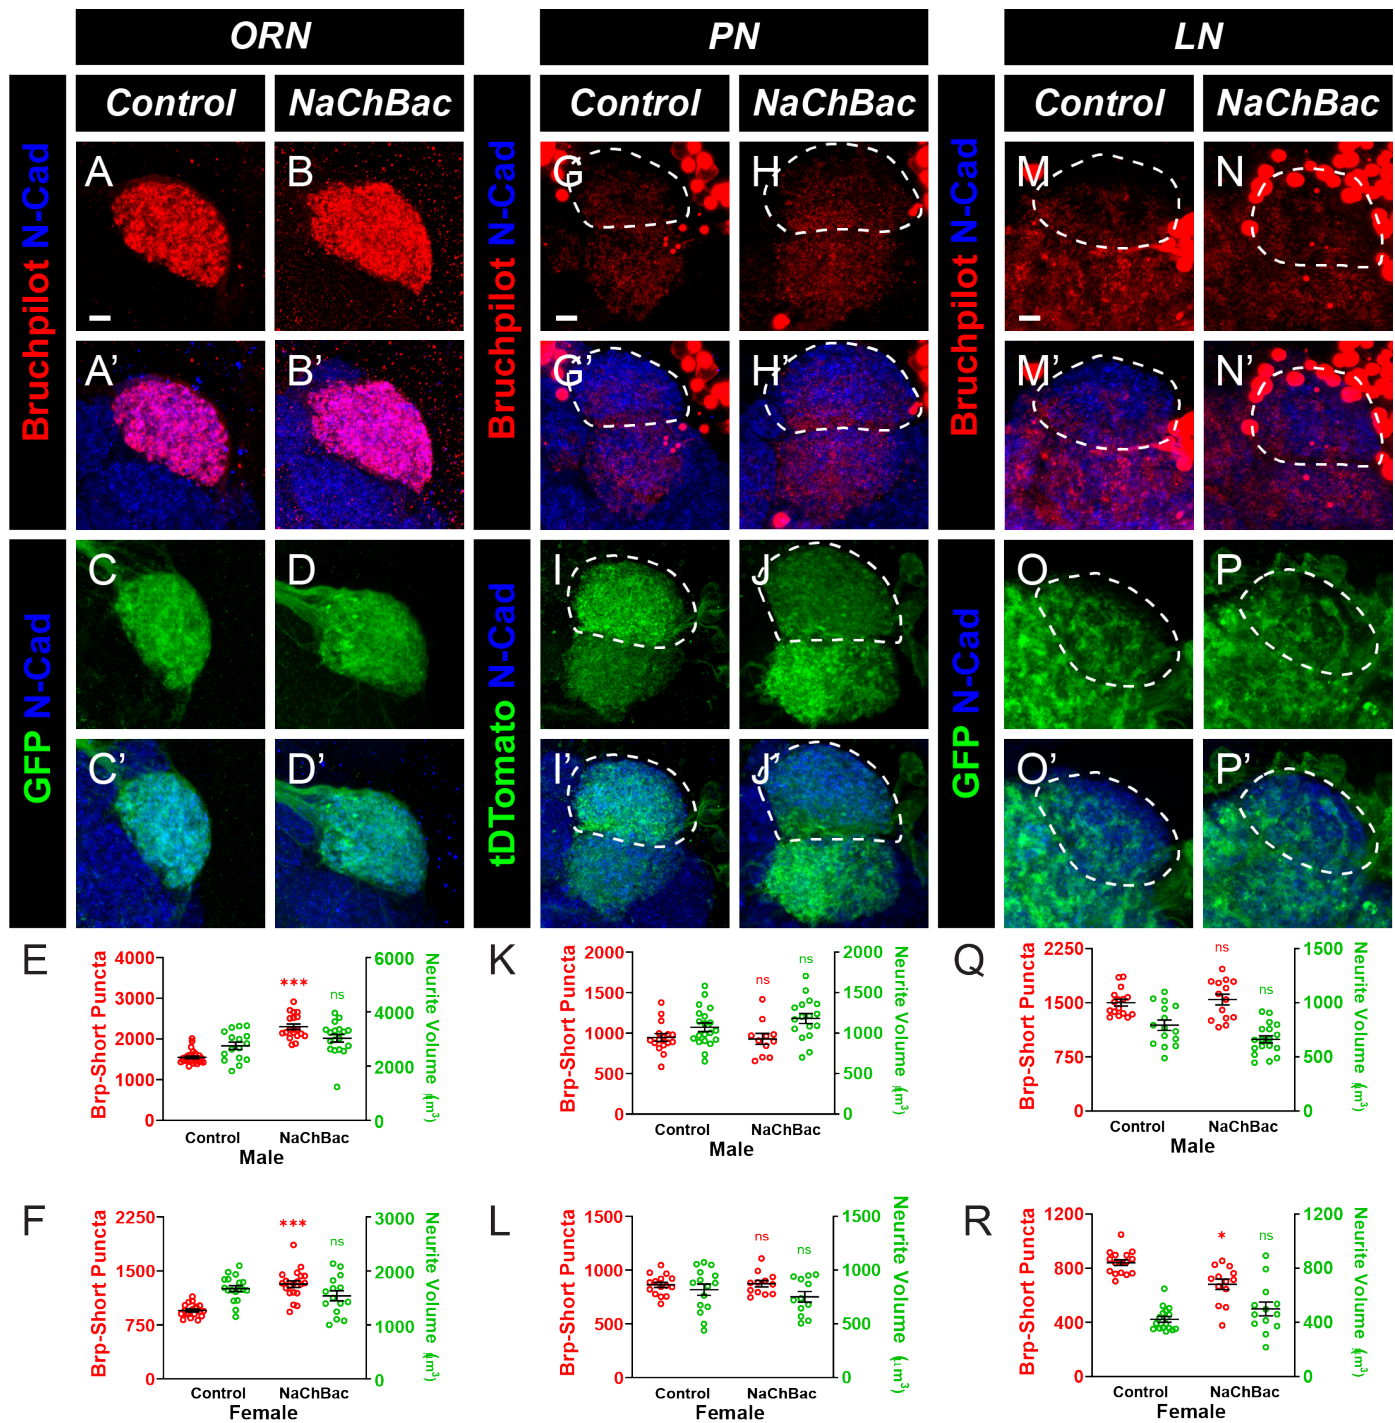 ORN PN LN
Control NaChBac Control NaChBac Control NaChBac
Bruchpilot N-Cad Bruchpilot N-Cad Bruchpilot N-Cad
A B G H M N
A' B' G' H' M' N'
GFP N-Cad tDTomato N-Cad GFP N-Cad
C D I J O P
C' D' I' J' O' P'
E
Brp-Short Puncta
4000
3000
2000
1000
0
***
ns
6000
4000
2000
0
Neurite Volume (μm³)
Control NaChBac
Male
K
Brp-Short Puncta
2000
1500
1000
500
0
ns
ns
2000
1500
1000
500
0
Neurite Volume (μm³)
Control NaChBac
Male
Q
Brp-Short Puncta
2250
1500
750
0
ns
ns
1500
1000
500
0
Neurite Volume (μm³)
Control NaChBac
Male
F
Brp-Short Puncta
2250
1500
750
0
***
ns
3000
2000
1000
0
Neurite Volume (μm³)
Control NaChBac
Female
L
Brp-Short Puncta
1500
1000
500
0
ns
ns
1500
1000
500
0
Neurite Volume (μm³)
Control NaChBac
Female
R
Brp-Short Puncta
1200
800
400
0
*
ns
1200
800
400
0
Neurite Volume (μm³)
Control NaChBac
Female